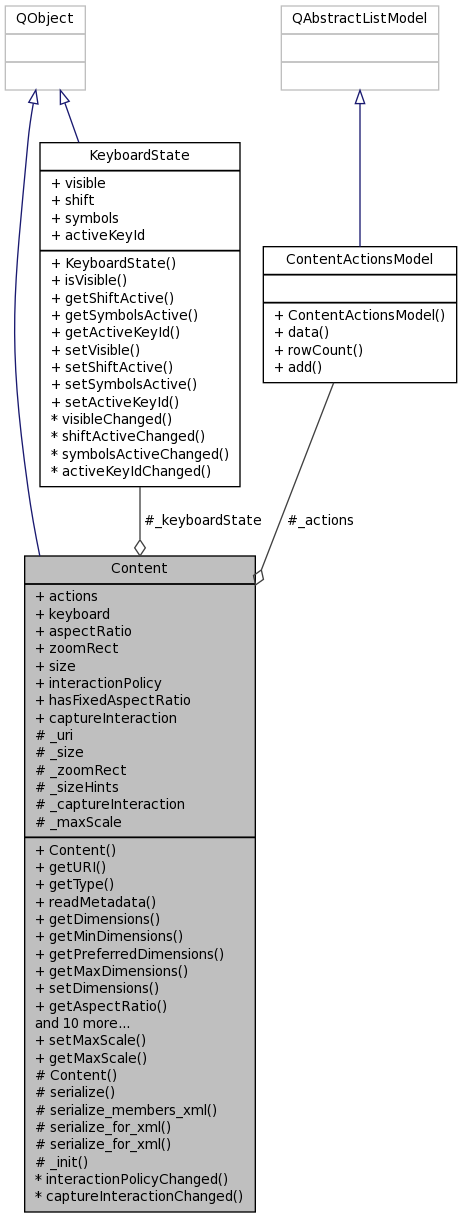 QObject
QAbstractListModel
KeyboardState
+ visible
+ shift
+ symbols
+ activeKeyId
+ KeyboardState()
+ isVisible()
+ getShiftActive()
+ getSymbolsActive()
+ getActiveKeyId()
+ setVisible()
+ setShiftActive()
+ setSymbolsActive()
+ setActiveKeyId()
* visibleChanged()
* shiftActiveChanged()
* symbolsActiveChanged()
* activeKeyIdChanged()
ContentActionsModel
+ ContentActionsModel()
+ data()
+ rowCount()
+ add()
#_keyboardState
#_actions
Content
+ actions
+ keyboard
+ aspectRatio
+ zoomRect
+ size
+ interactionPolicy
+ hasFixedAspectRatio
+ captureInteraction
# _uri
# _size
# _zoomRect
# _sizeHints
# _captureInteraction
# _maxScale
+ Content()
+ getURI()
+ getType()
+ readMetadata()
+ getDimensions()
+ getMinDimensions()
+ getPreferredDimensions()
+ getMaxDimensions()
+ setDimensions()
+ getAspectRatio()
and 10 more...
+ setMaxScale()
+ getMaxScale()
# Content()
# serialize()
# serialize_members_xml()
# serialize_for_xml()
# serialize_for_xml()
# _init()
* interactionPolicyChanged()
* captureInteractionChanged()